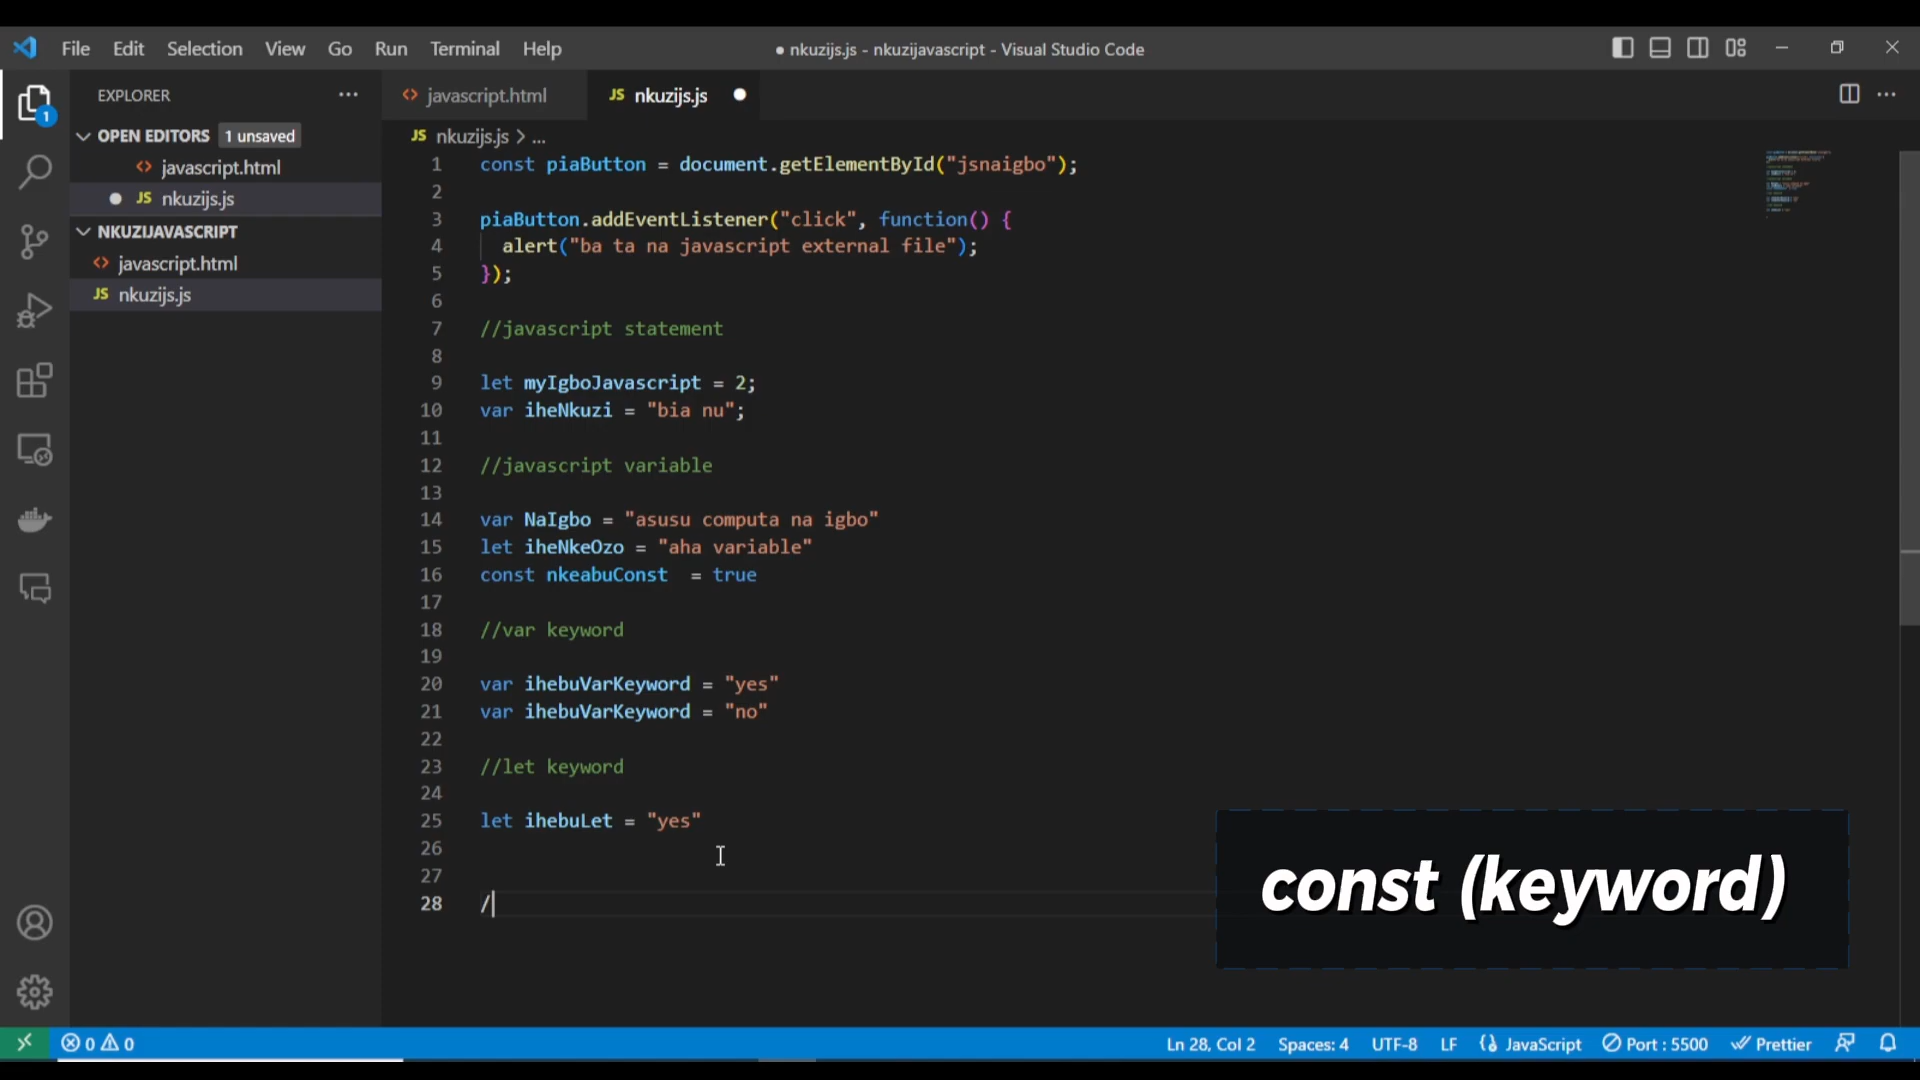 File Edit Selection View Go Run Terminal Help
● nkuzijs.js - nkuzijavascript - Visual Studio Code
EXPLORER ...
javascript.html
JS nkuzijs.js ●
1
OPEN EDITORS 1 unsaved
javascript.html
● JS nkuzijs.js
NKUZIJAVASCRIPT
javascript.html
JS nkuzijs.js
JS nkuzijs.js > ...
1 const piaButton = document.getElementById("jsnaigbo");
2
3 piaButton.addEventListener("click", function() {
4 alert("ba ta na javascript external file");
5 });
6
7 //javascript statement
8
9 let myIgboJavascript = 2;
10 var iheNkuzi = "bia nu";
11
12 //javascript variable
13
14 var NaIgbo = "asusu computa na igbo"
15 let iheNkeOzo = "aha variable"
16 const nkeabuConst  = true
17
18 //var keyword
19
20 var ihebuVarKeyword = "yes"
21 var ihebuVarKeyword = "no"
22
23 //let keyword
24
25 let ihebuLet = "yes"
26
27
28 /
const (keyword)
0 0
Ln 28, Col 2 Spaces: 4 UTF-8 LF JavaScript Port : 5500 Prettier